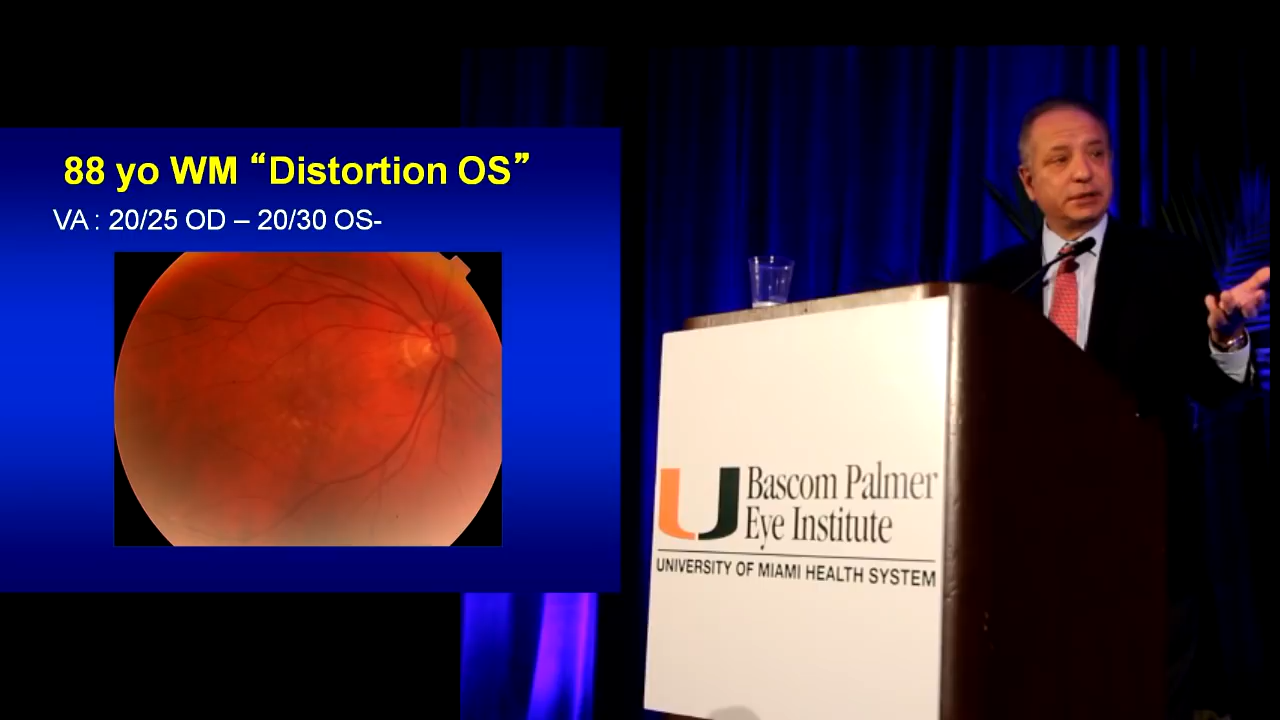 88 yo WM “Distortion OS”
VA : 20/25 OD – 20/30 OS-
Bascom Palmer
Eye Institute
UNIVERSITY OF MIAMI HEALTH SYSTEM